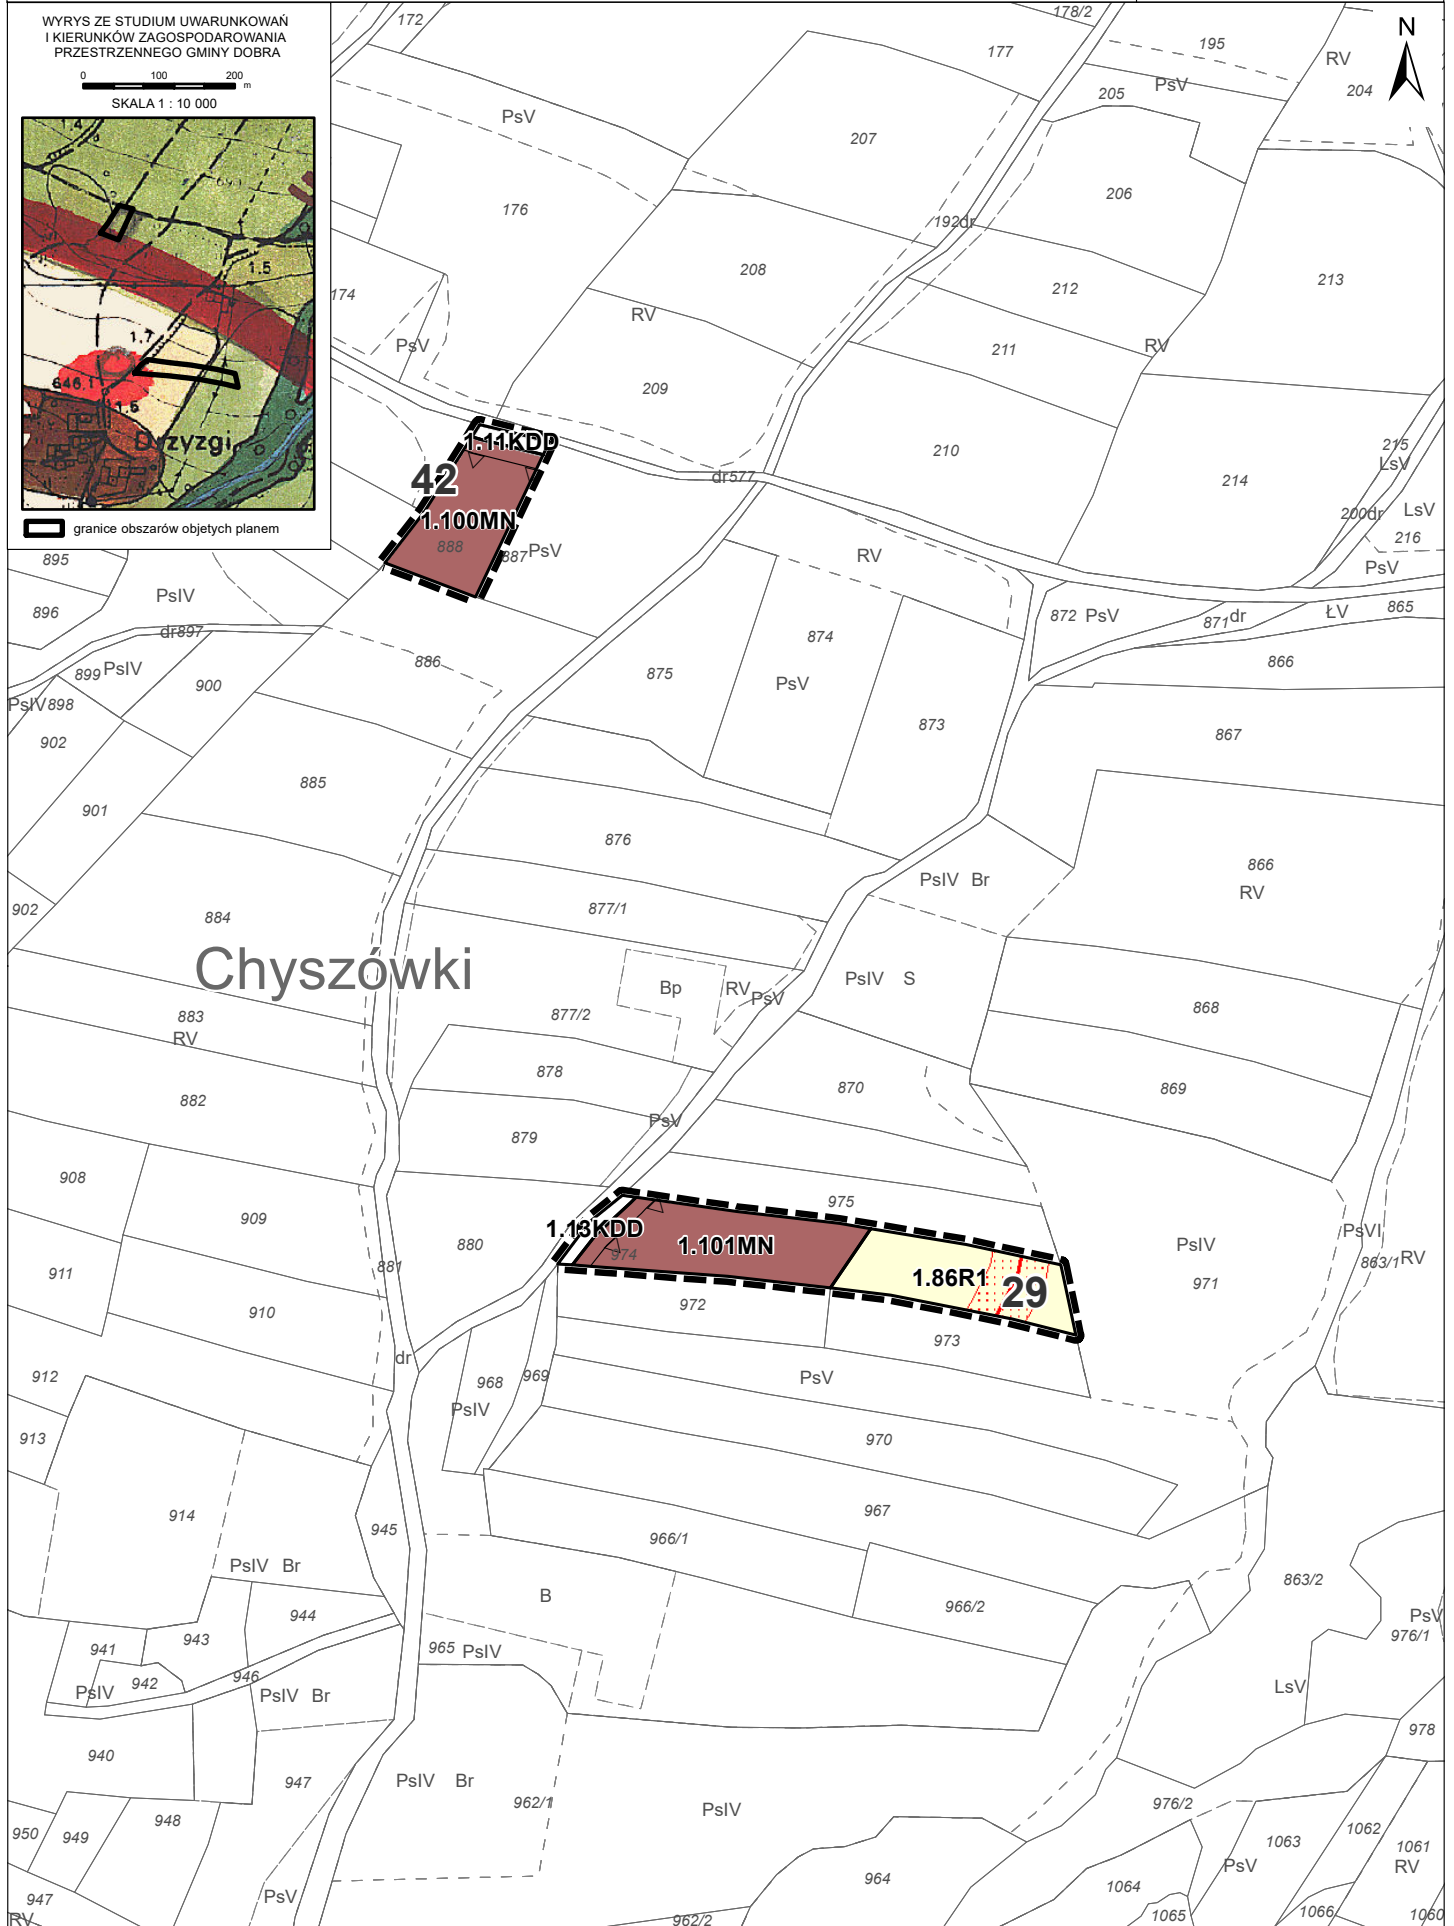 WYRYS ZE STUDIUM UWARUNKOWAŃ
I KIERUNKÓW ZAGOSPODAROWANIA
PRZESTRZENNEGO GMINY DOBRA
0 100 200
m
SKALA 1 : 10 000
1.4
1.5
1.7
646,1
1.6
Drzyzgi
granice obszarów objetych planem
N
172
178/2
177
195
RV
204
205
PsV
PsV
207
206
176
192dr
208
212
213
174
RV
PsV
211
RV
209
210
215
LsV
1.11KDD
42
dr577
214
200dr
LsV
216
1.100MN
888
887
PsV
RV
PsV
895
PsIV
896
dr897
872
PsV
871
dr
ŁV
865
874
866
886
875
PsV
899
PsIV
900
PsIV898
873
902
867
885
901
876
866
RV
PsIV Br
902
884
877/1
Chyszówki
Bp
RV
PsV
PsIV S
883
RV
877/2
868
878
870
869
882
PsV
879
908
975
909
1.13KDD
974
1.101MN
880
PsIV
PsVI
863/1
RV
911
881
1.86R1
29
971
910
972
973
dr
912
968
969
PsV
PsIV
913
970
914
967
945
966/1
PsIV Br
B
863/2
944
966/2
PsV
976/1
941
943
965
PsIV
942
946
PsIV
PsIV Br
LsV
978
940
947
PsIV Br
962/1
PsIV
976/2
950
949
948
1063
1062
1061
RV
PsV
964
1064
947
RV
PsV
962/2
1065
1066
1060